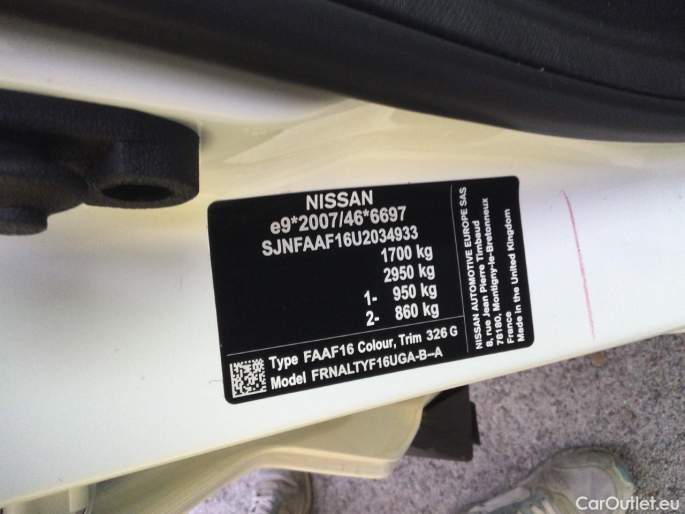 NISSAN
e9*2007/46*6697
SJNFAAF16U2034933
1700 kg
2950 kg
1- 950 kg
2- 860 kg
Type FAAF16 Colour, Trim 326 G
Model FRNALTYF16UGA-B--A
NISSAN AUTOMOTIVE EUROPE SAS
8, rue Jean Pierre Timbaud
78180, Montigny-le-Bretonneux
France
Made in the United Kingdom
CarOutlet.eu